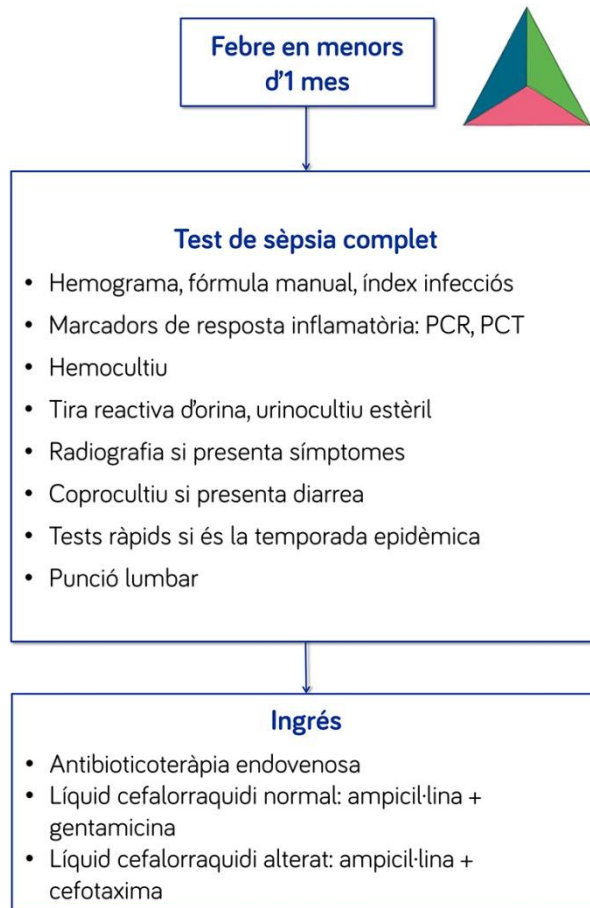 Febre en menors
d'1 mes
Test de sèpsia complet
• Hemograma, fórmula manual, índex infecciós
• Marcadors de resposta inflamatòria: PCR, PCT
• Hemocultiu
• Tira reactiva d'orina, urinocultiu estèril
• Radiografia si presenta símptomes
• Coprocultiu si presenta diarrea
• Tests ràpids si és la temporada epidèmica
• Punció lumbar
Ingrés
• Antibioticoteràpia endovenosa
• Líquid cefalorraquidi normal: ampicil·lina +
gentamicina
• Líquid cefalorraquidi alterat: ampicil·lina +
cefotaxima